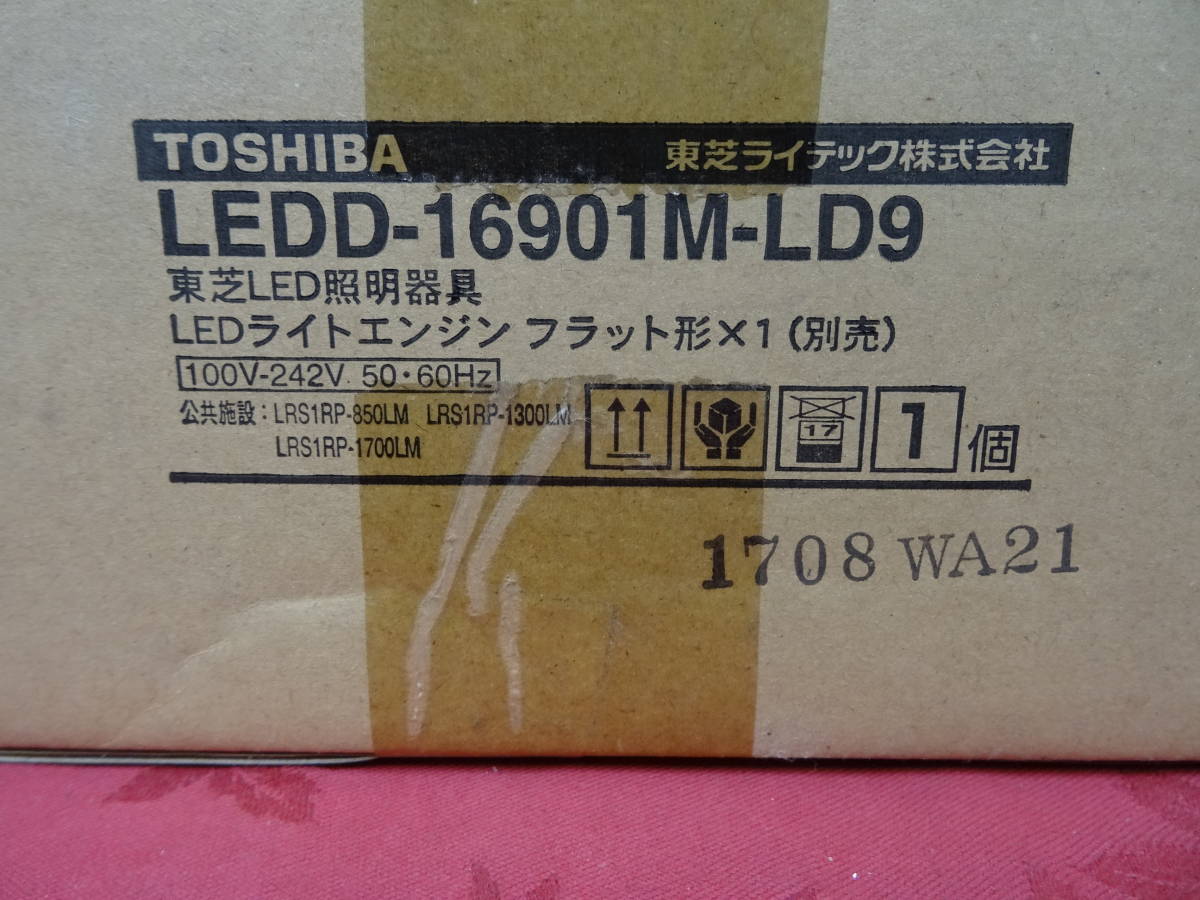 TOSHIBA 東芝ライテック株式会社
LEDD-16901M-LD9
東芝LED照明器具
LEDライトエンジン フラット形×1(別売)
100V-242V 50・60Hz
公共施設:LRS1RP-850LM LRS1RP-1300LM
LRS1RP-1700LM
17
1個
1708 WA21